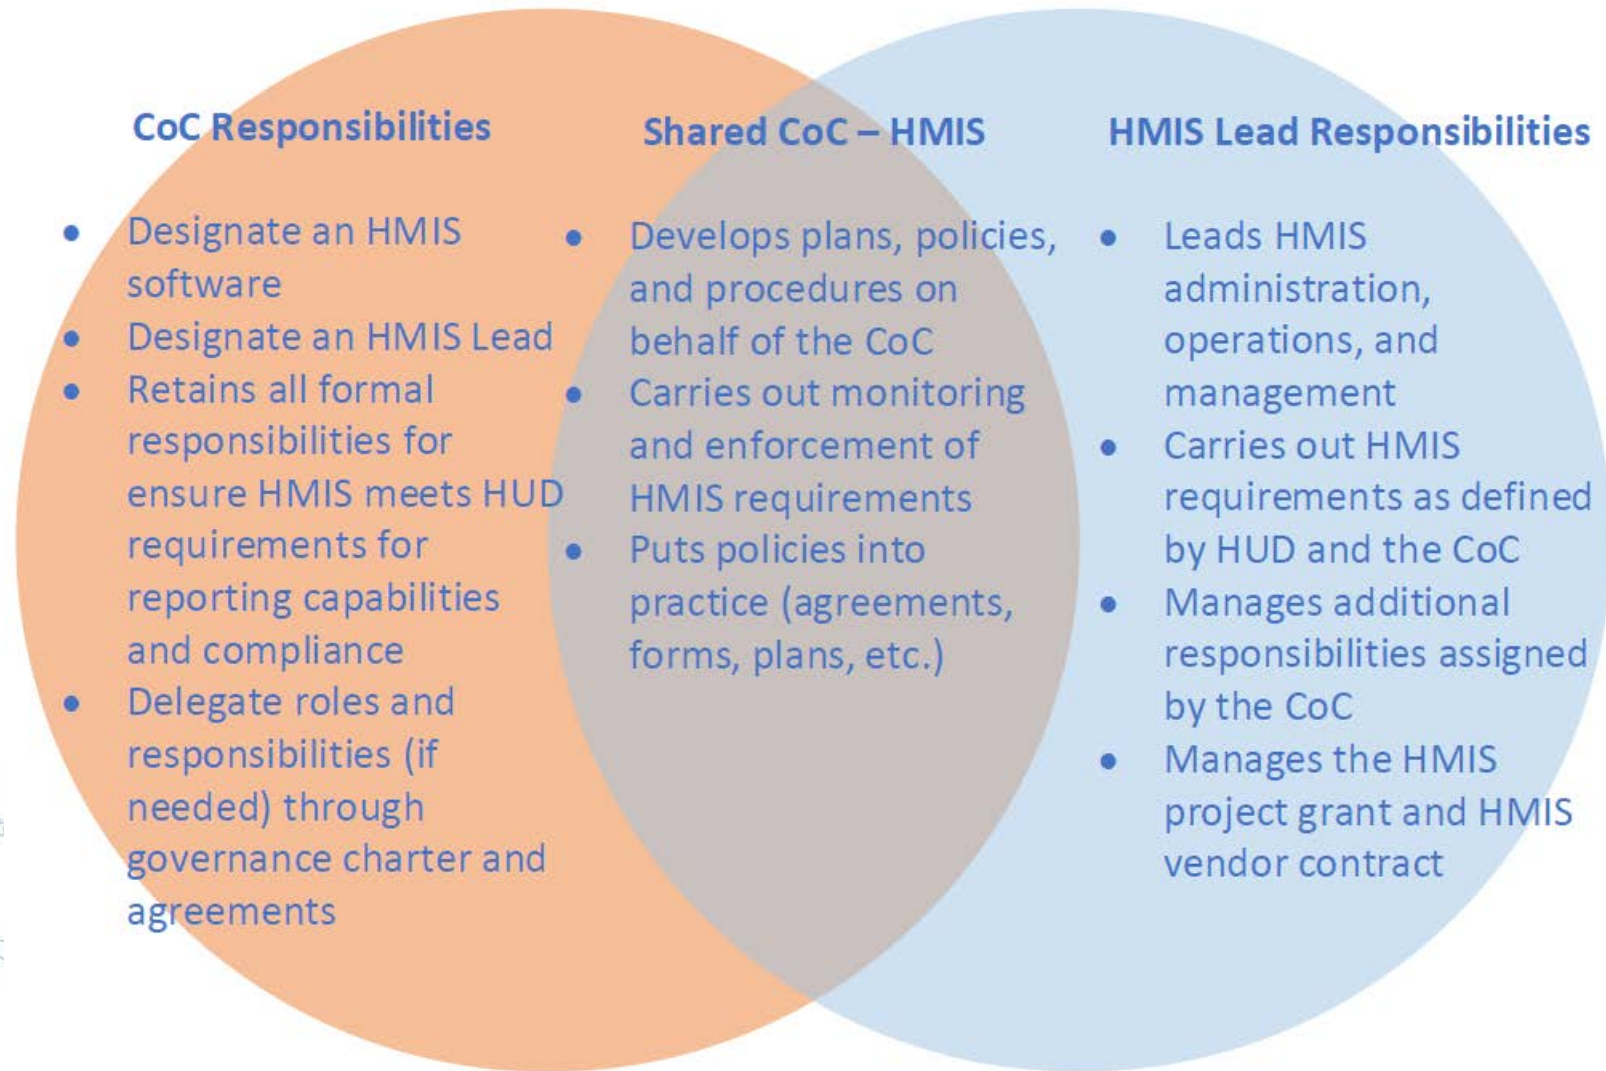 CoC Responsibilities
• Designate an HMIS
software
• Designate an HMIS Lead
• Retains all formal
responsibilities for
ensure HMIS meets HUD
requirements for
reporting capabilities
and compliance
• Delegate roles and
responsibilities (if
needed) through
governance charter and
agreements
Shared CoC – HMIS
• Develops plans, policies,
and procedures on
behalf of the CoC
• Carries out monitoring
and enforcement of
HMIS requirements
• Puts policies into
practice (agreements,
forms, plans, etc.)
HMIS Lead Responsibilities
• Leads HMIS
administration,
operations, and
management
• Carries out HMIS
requirements as defined
by HUD and the CoC
• Manages additional
responsibilities assigned
by the CoC
• Manages the HMIS
project grant and HMIS
vendor contract